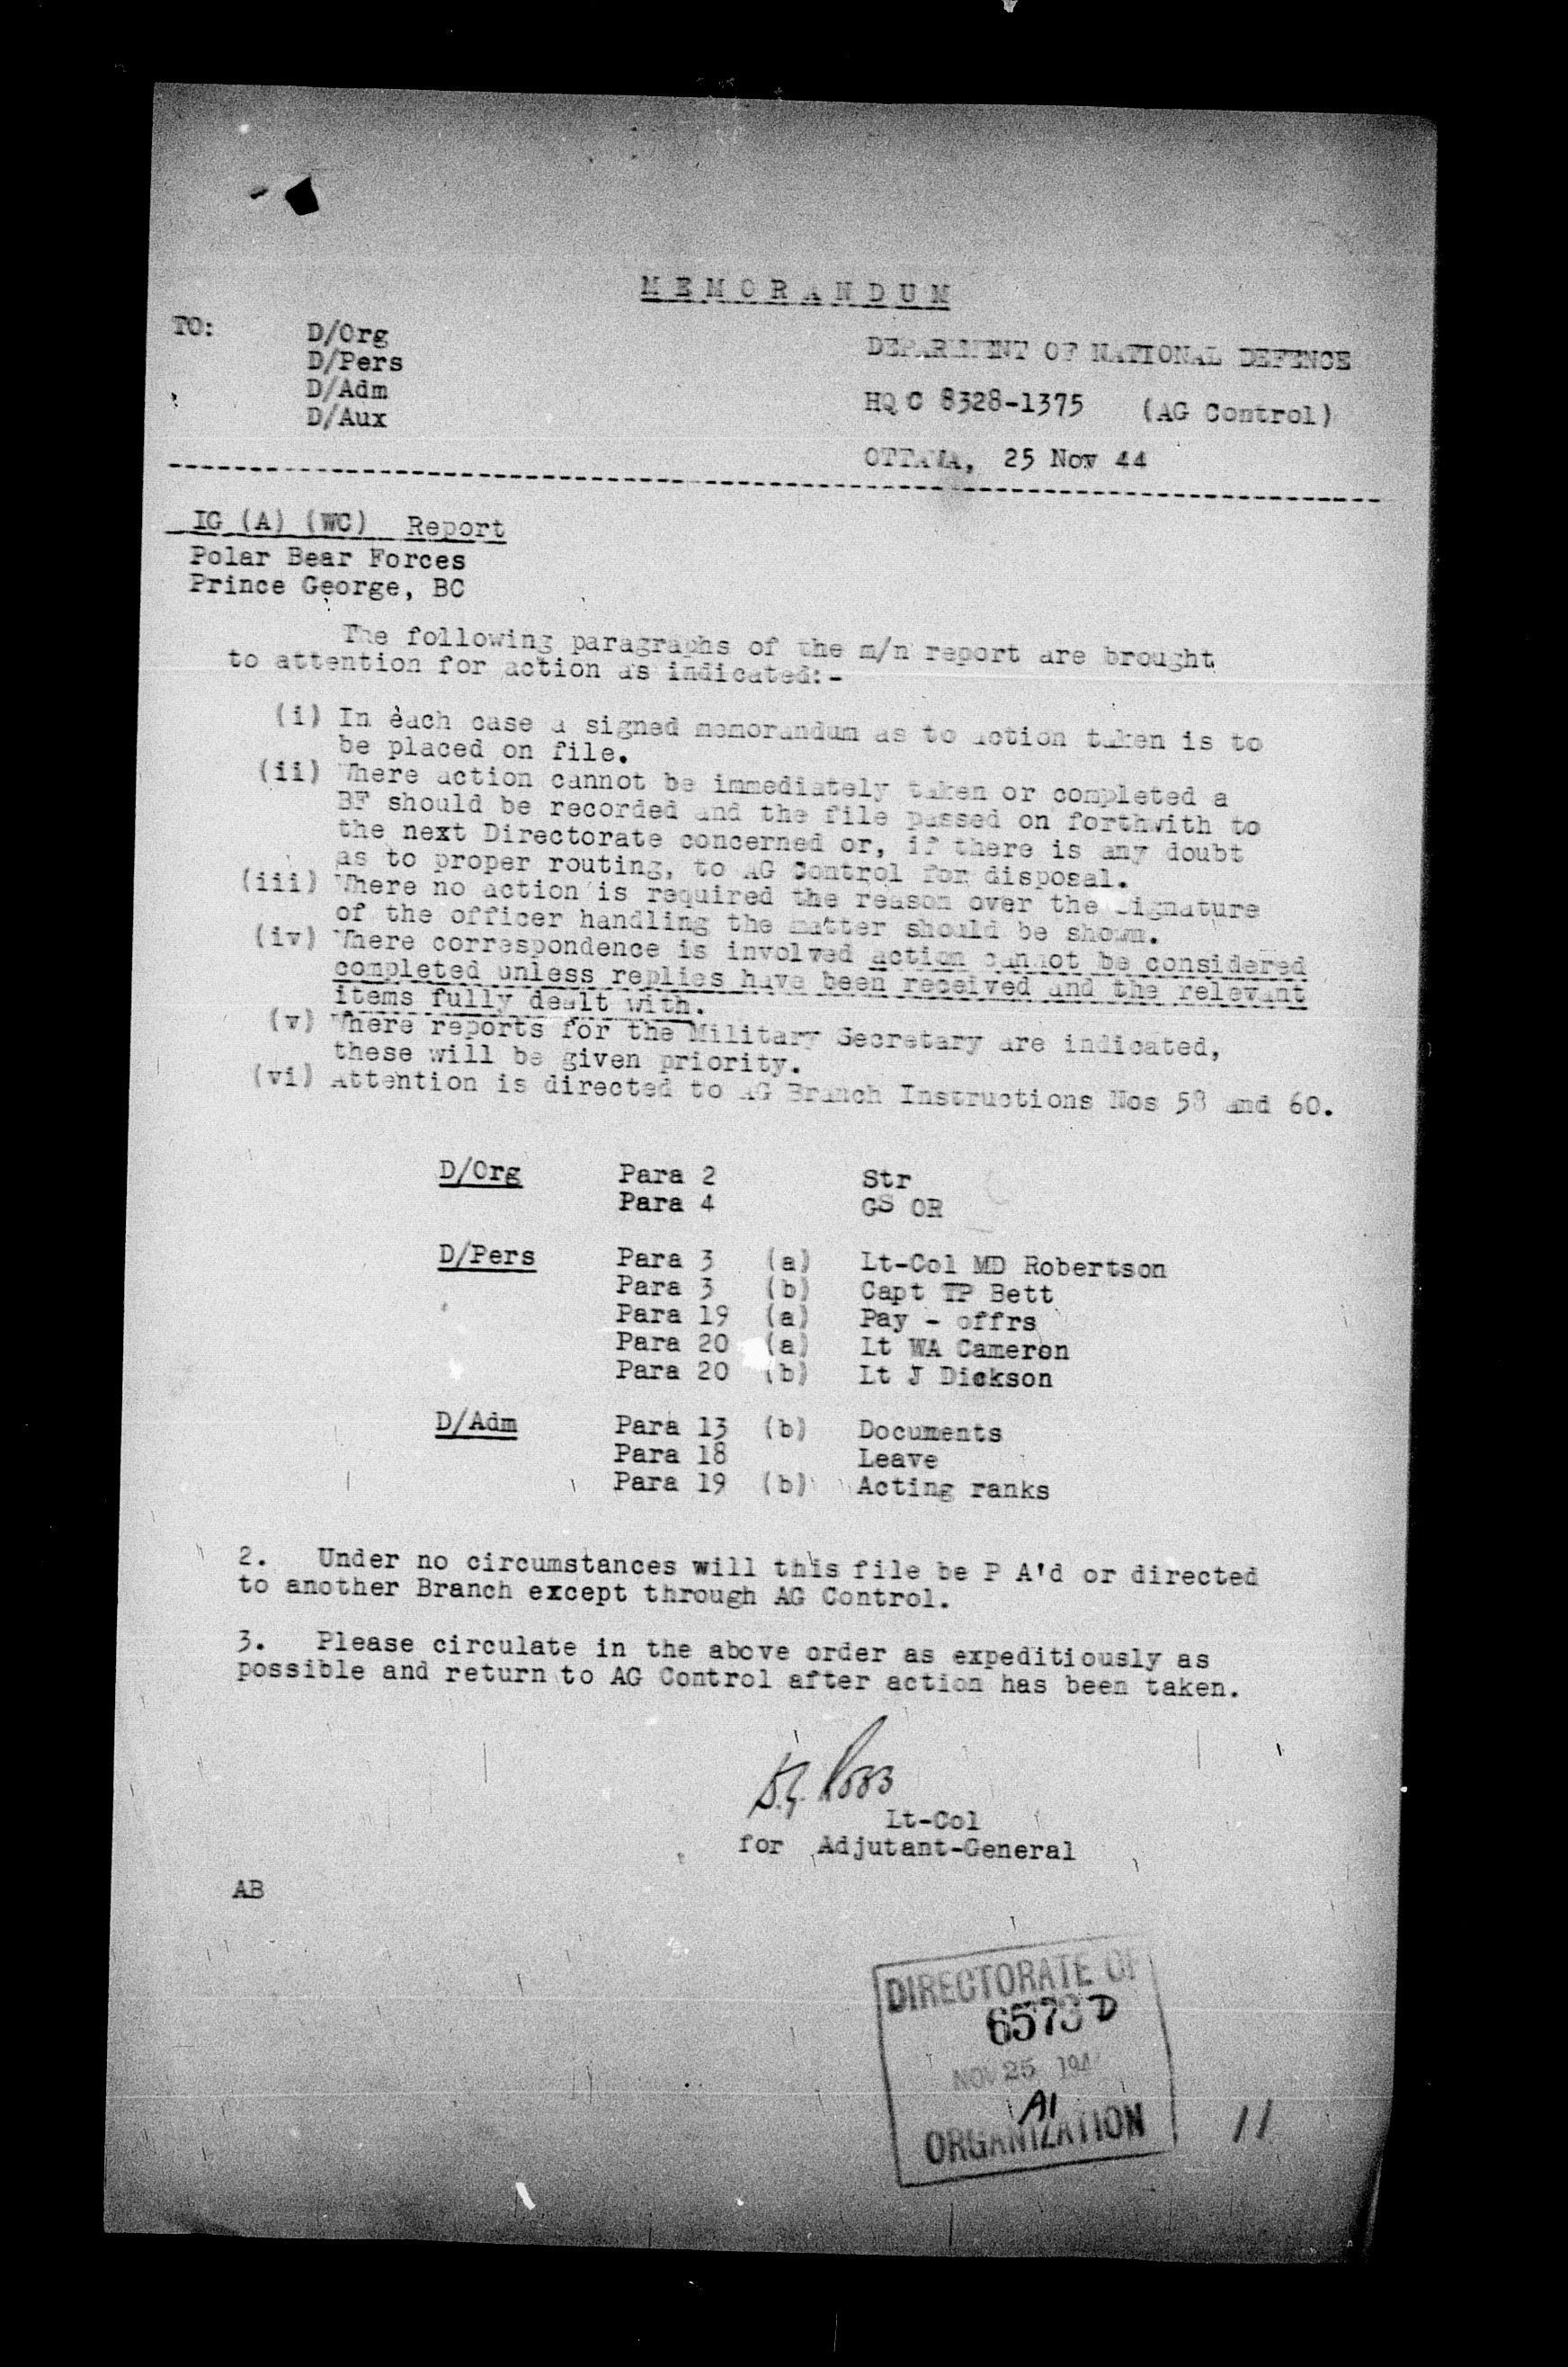 M E M O R A N D U M
TO: D/Org
D/Pers
D/Adm
D/Aux
DEPARTMENT OF NATIONAL DEFENCE
HQ C 8328-1375 (AG Control)
OTTAWA, 25 Nov 44
IG (A) (WC) Report
Polar Bear Forces
Prince George, BC
The following paragraphs of the m/n report are brought
to attention for action as indicated:-
(i) In each case a signed memorandum as to action taken is to
be placed on file.
(ii) Where action cannot be immediately taken or completed a
BF should be recorded and the file passed on forthwith to
the next Directorate concerned or, if there is any doubt
as to proper routing, to AG Control for disposal.
(iii) Where no action is required the reason over the signature
of the officer handling the matter should be shown.
(iv) Where correspondence is involved action cannot be considered
completed unless replies have been received and the relevant
items fully dealt with.
(v) Where reports for the Military Secretary are indicated,
these will be given priority.
(vi) Attention is directed to AG Branch Instructions Nos 58 and 60.
D/Org Para 2 Str
Para 4 GS OR
D/Pers Para 3 (a) Lt-Col MD Robertson
Para 3 (b) Capt TP Bett
Para 19 (a) Pay - offrs
Para 20 (a) Lt WA Cameron
Para 20 (b) Lt J Dickson
D/Adm Para 13 (b) Documents
Para 18 Leave
Para 19 (b) Acting ranks
2. Under no circumstances will this file be P A'd or directed
to another Branch except through AG Control.
3. Please circulate in the above order as expeditiously as
possible and return to AG Control after action has been taken.
Ross
Lt-Col
for Adjutant-General
AB
DIRECTORATE OF
6573 D
NOV 25 194
A1
ORGANIZATION
11